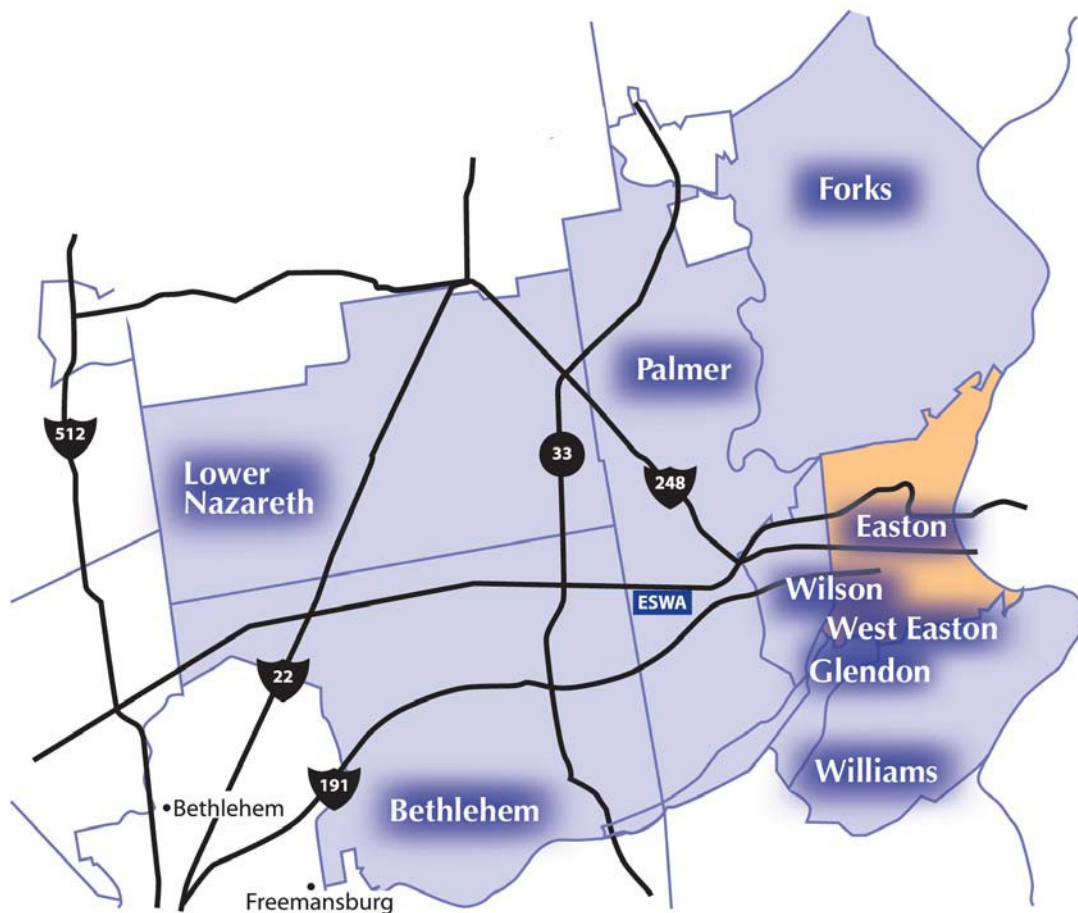 Forks
Palmer
512
33
Lower
Nazareth
248
Easton
Wilson
ESWA
West Easton
Glendon
22
Williams
191
Bethlehem
Bethlehem
Freemansburg